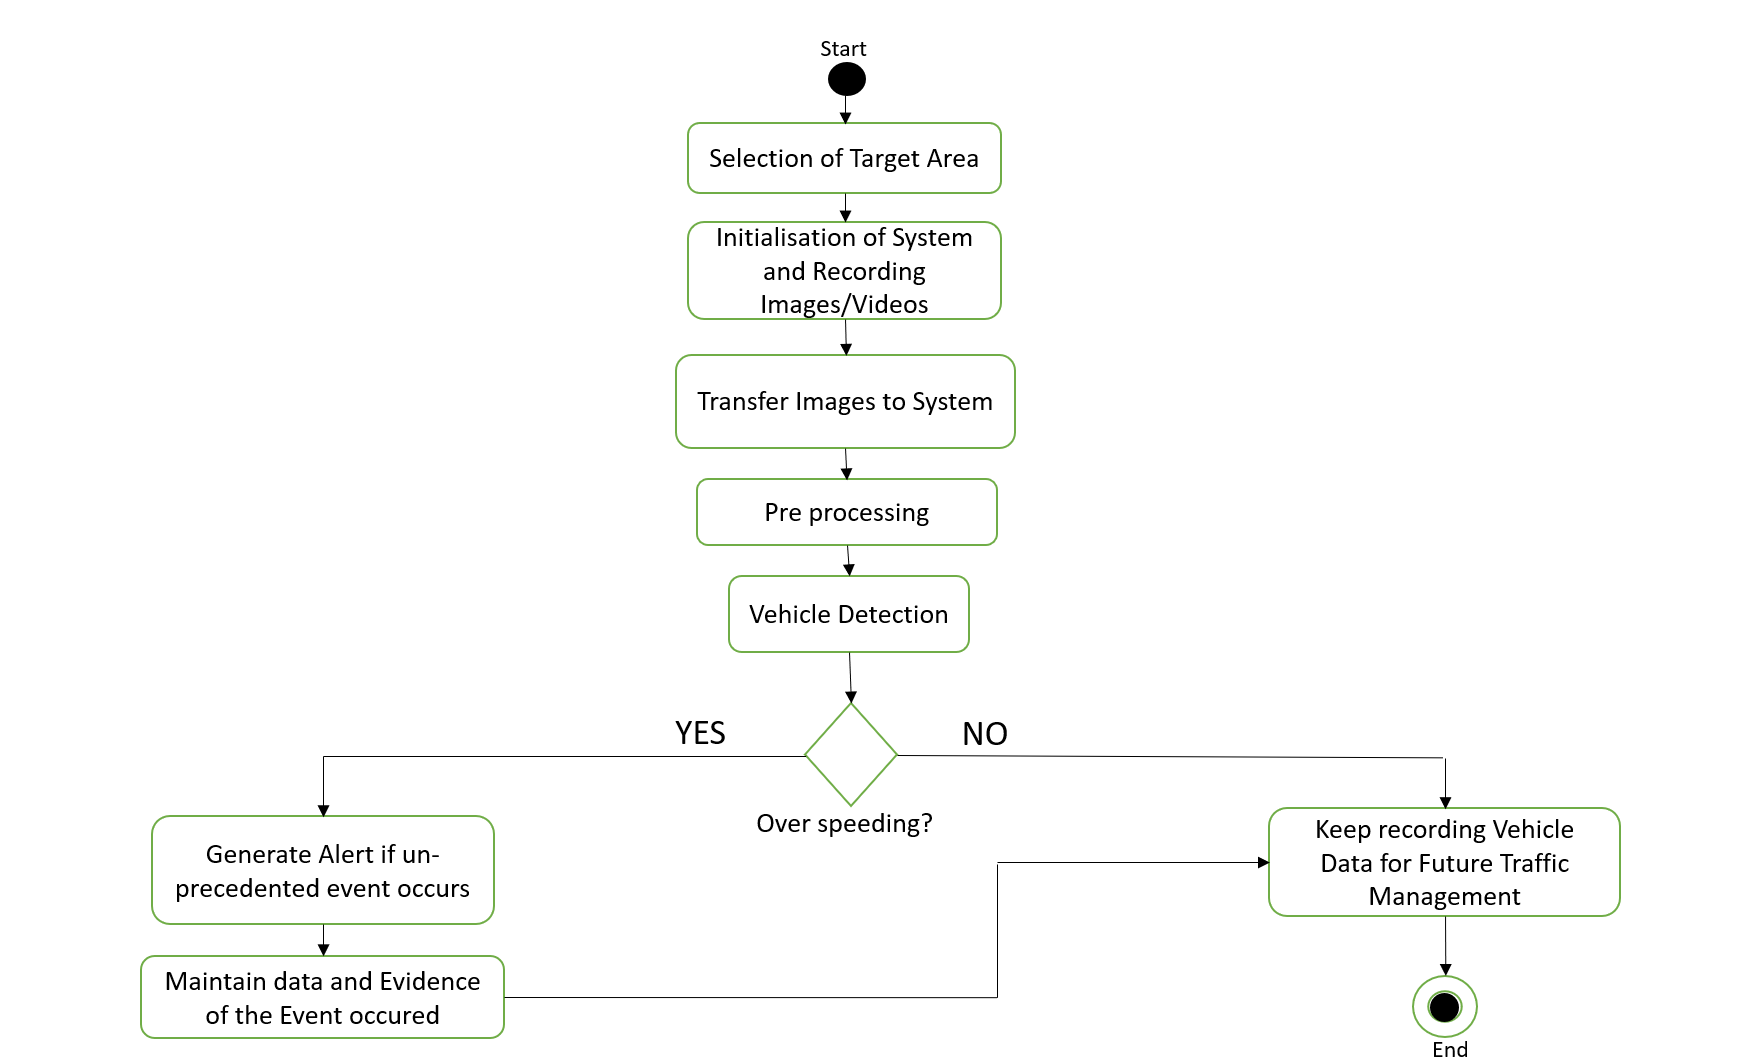 Start
Selection of Target Area
Initialisation of System
and Recording
Images/Videos
Transfer Images to System
Pre processing
Vehicle Detection
YES
NO
Over speeding?
Generate Alert if un-
precedented event occurs
Keep recording Vehicle
Data for Future Traffic
Management
Maintain data and Evidence
of the Event occured
End